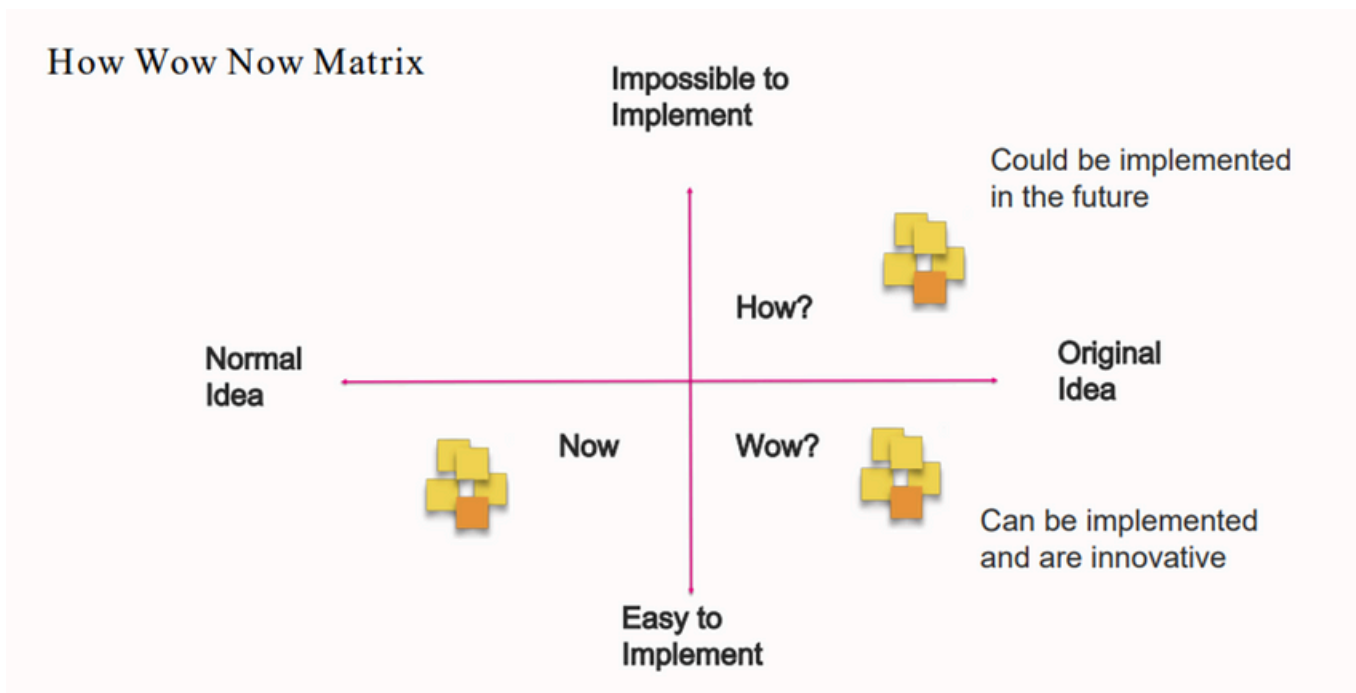 How Wow Now Matrix
Impossible to
Implement
Could be implemented
in the future
How?
Normal
Idea
Original
Idea
Now
Wow?
Can be implemented
and are innovative
Easy to
Implement